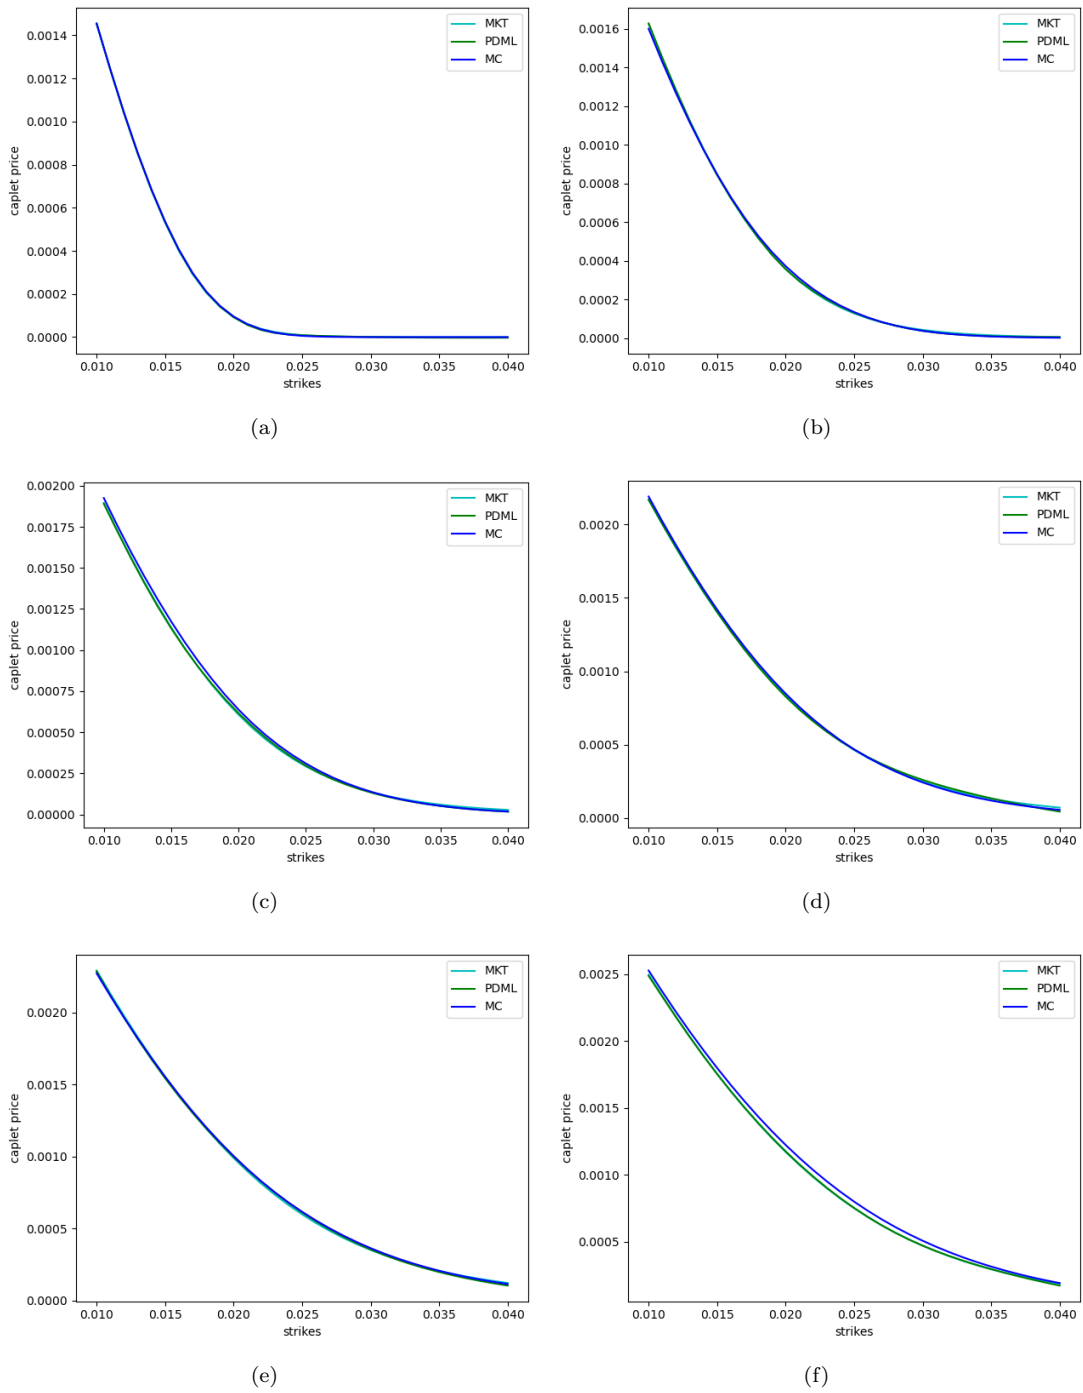 MKT
PDML
MC
0.0014
0.0012
0.0010
0.0008
0.0006
0.0004
0.0002
0.0000
caplet price
0.010 0.015 0.020 0.025 0.030 0.035 0.040
strikes
(a)
MKT
PDML
MC
0.0016
0.0014
0.0012
0.0010
0.0008
0.0006
0.0004
0.0002
0.0000
caplet price
0.010 0.015 0.020 0.025 0.030 0.035 0.040
strikes
(b)
MKT
PDML
MC
0.00200
0.00175
0.00150
0.00125
0.00100
0.00075
0.00050
0.00025
0.00000
caplet price
0.010 0.015 0.020 0.025 0.030 0.035 0.040
strikes
(c)
MKT
PDML
MC
0.0020
0.0015
0.0010
0.0005
0.0000
caplet price
0.010 0.015 0.020 0.025 0.030 0.035 0.040
strikes
(d)
MKT
PDML
MC
0.0020
0.0015
0.0010
0.0005
0.0000
caplet price
0.010 0.015 0.020 0.025 0.030 0.035 0.040
strikes
(e)
MKT
PDML
MC
0.0025
0.0020
0.0015
0.0010
0.0005
caplet price
0.010 0.015 0.020 0.025 0.030 0.035 0.040
strikes
(f)